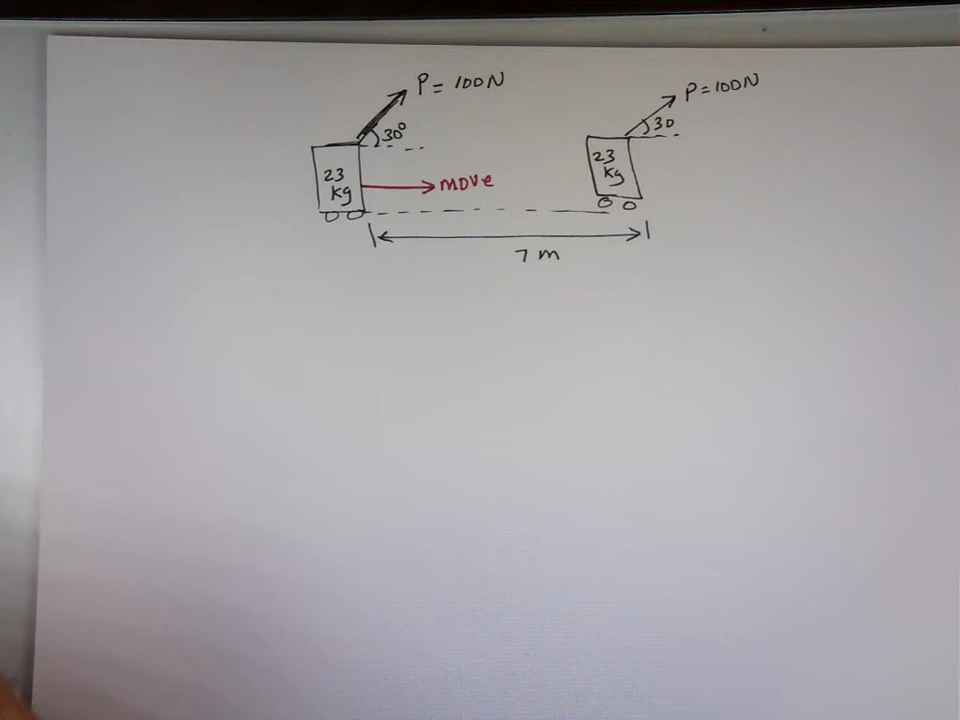 P = 100N
30°
23
kg
move
P = 100N
30
23
kg
7 m